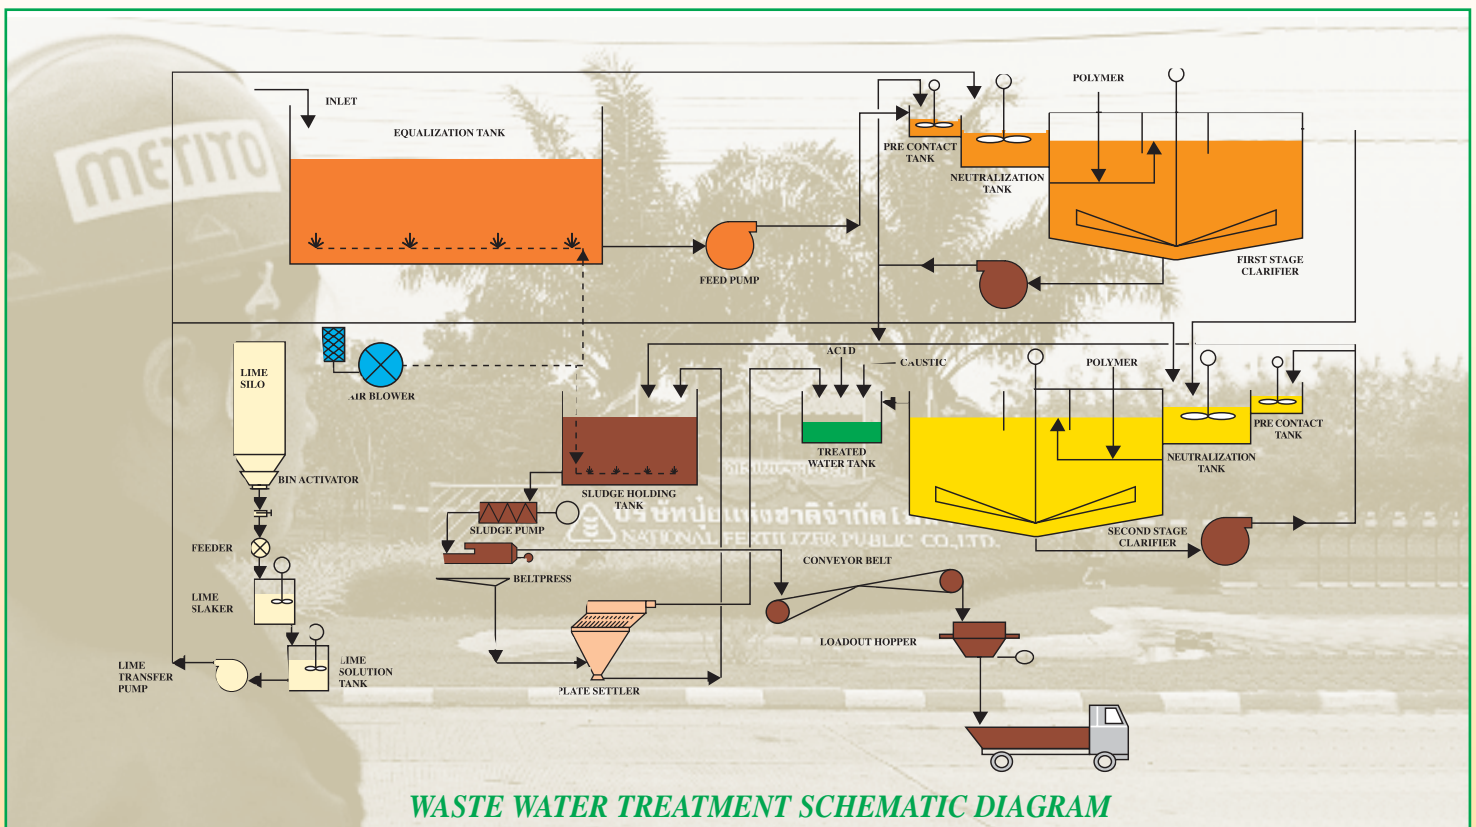 METITO
INLET
EQUALIZATION TANK
FEED PUMP
PRE CONTACT
TANK
NEUTRALIZATION
TANK
POLYMER
FIRST STAGE
CLARIFIER
LIME
SILO
AIR BLOWER
BIN ACTIVATOR
FEEDER
LIME
SLAKER
LIME
TRANSFER
PUMP
LIME
SOLUTION
TANK
ACID
CAUSTIC
POLYMER
TREATED
WATER TANK
SLUDGE HOLDING
TANK
SLUDGE PUMP
BELTPRESS
PLATE SETTLER
PRE CONTACT
TANK
NEUTRALIZATION
TANK
SECOND STAGE
CLARIFIER
NATIONAL FERTILIZER PUBLIC CO.,LTD.
CONVEYOR BELT
LOADOUT HOPPER
WASTE WATER TREATMENT SCHEMATIC DIAGRAM